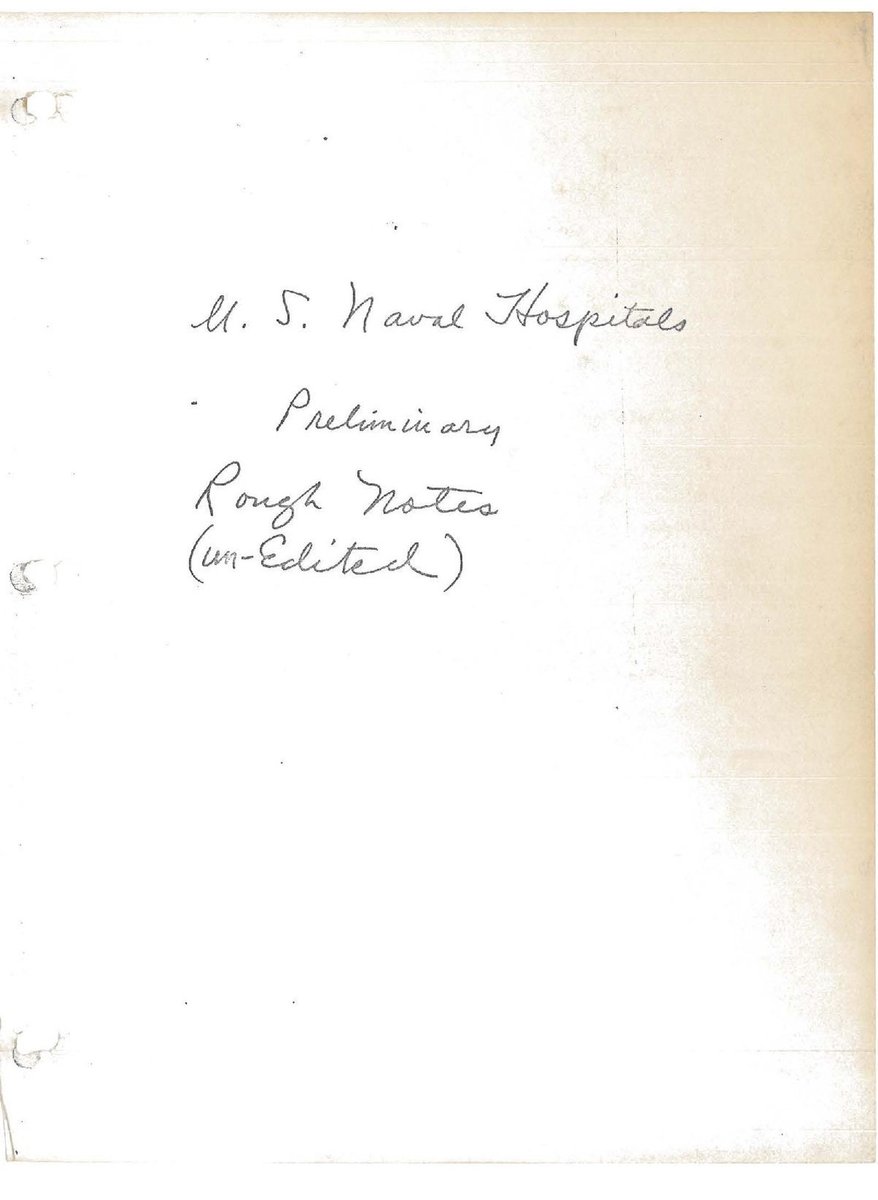 U. S. Naval Hospitals
Preliminary
Rough Notes
(un-Edited)